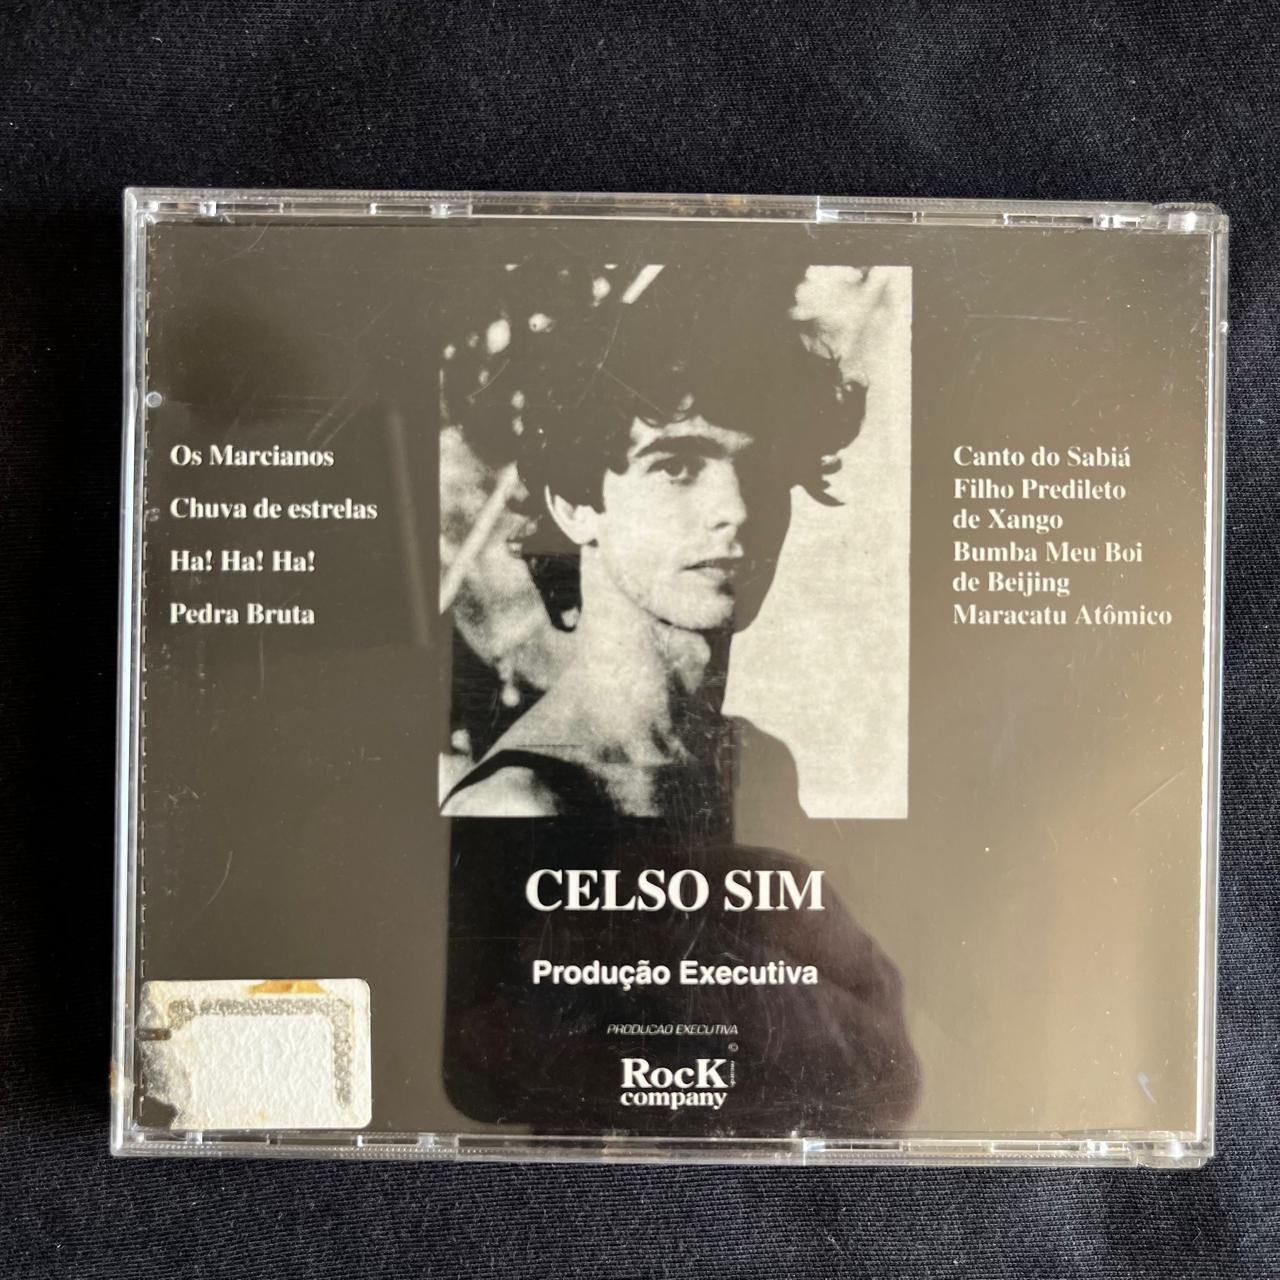 Os Marcianos
Chuva de estrelas
Ha! Ha! Ha!
Pedra Bruta
Canto do Sabiá
Filho Predileto
de Xango
Bumba Meu Boi
de Beijing
Maracatu Atômico
CELSO SIM
Produção Executiva
PRODUCAO EXECUTIVA
©
RocK
company